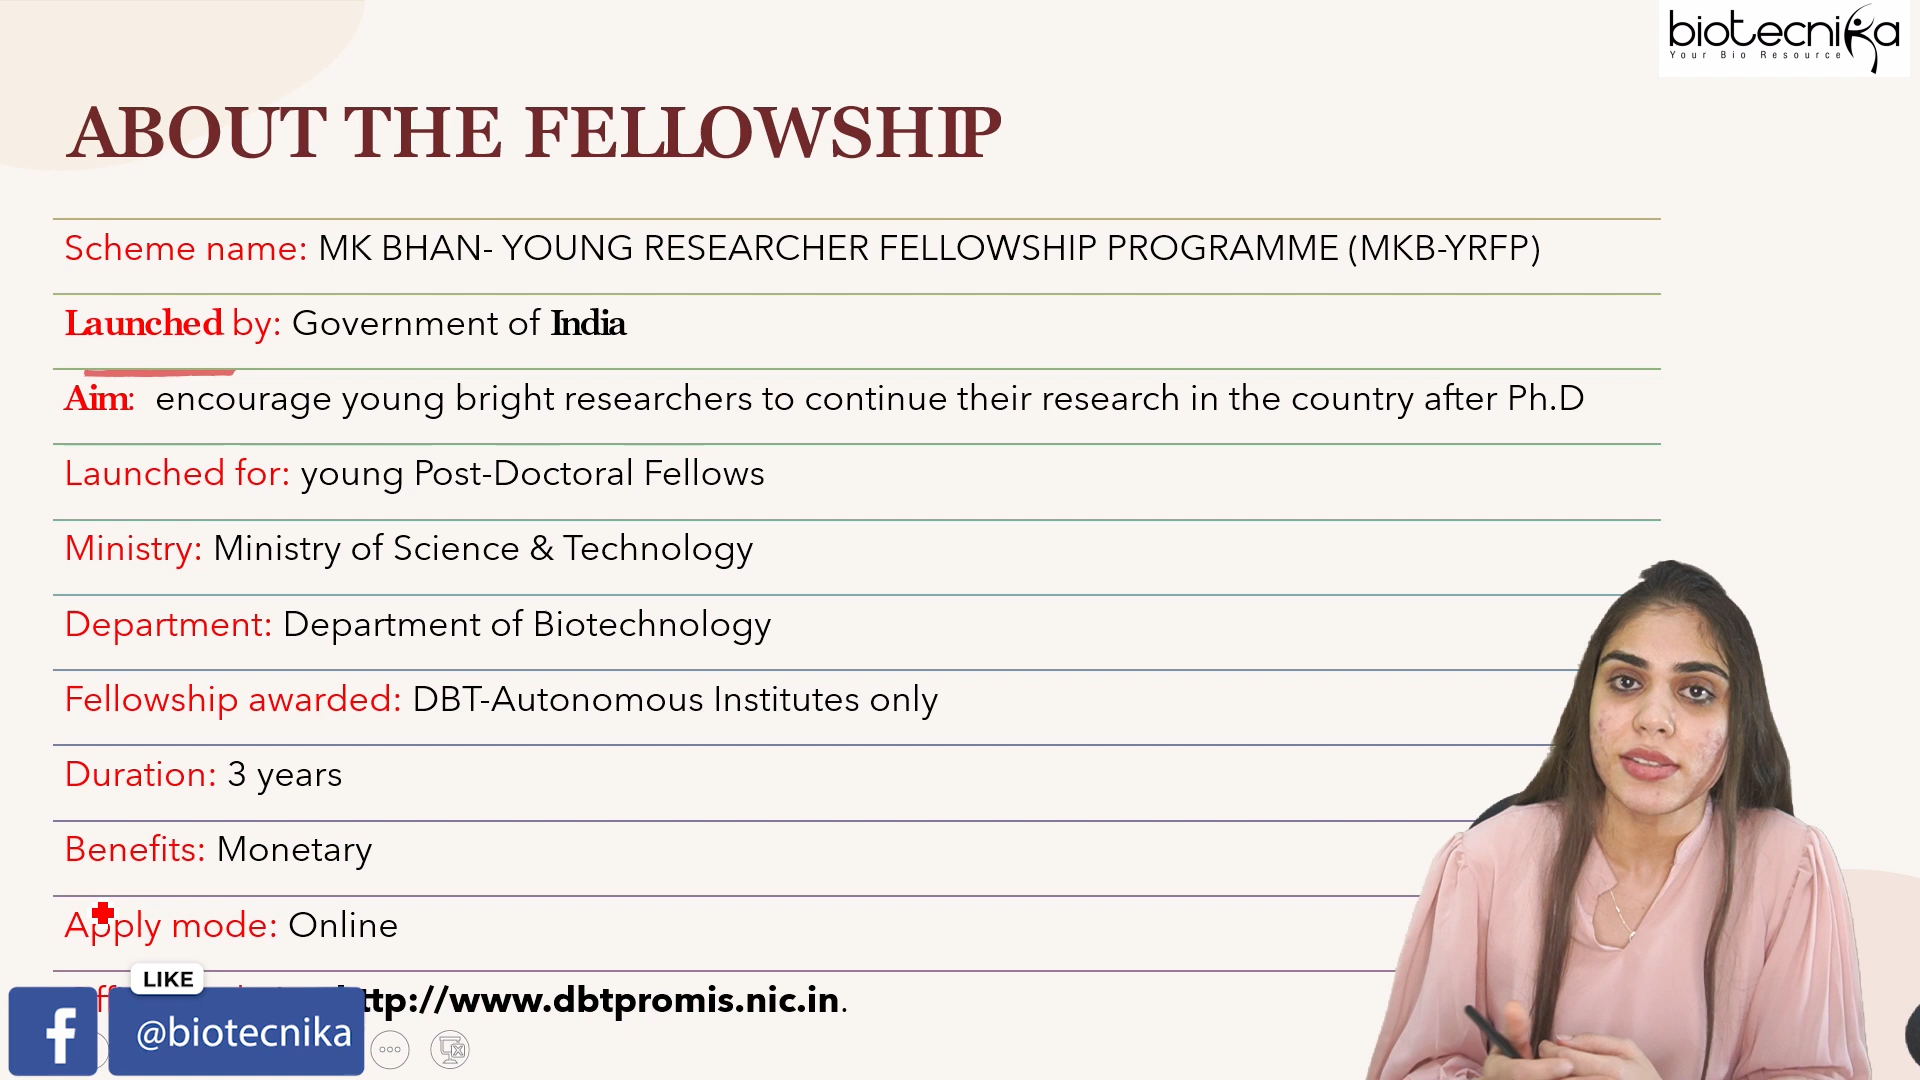 biotecnika
Your Bio Resource
ABOUT THE FELLOWSHIP
Scheme name: MK BHAN- YOUNG RESEARCHER FELLOWSHIP PROGRAMME (MKB-YRFP)
Launched by: Government of India
Aim: encourage young bright researchers to continue their research in the country after Ph.D
Launched for: young Post-Doctoral Fellows
Ministry: Ministry of Science & Technology
Department: Department of Biotechnology
Fellowship awarded: DBT-Autonomous Institutes only
Duration: 3 years
Benefits: Monetary
Apply mode: Online
ttp://www.dbtpromis.nic.in.
LIKE
f @biotecnika